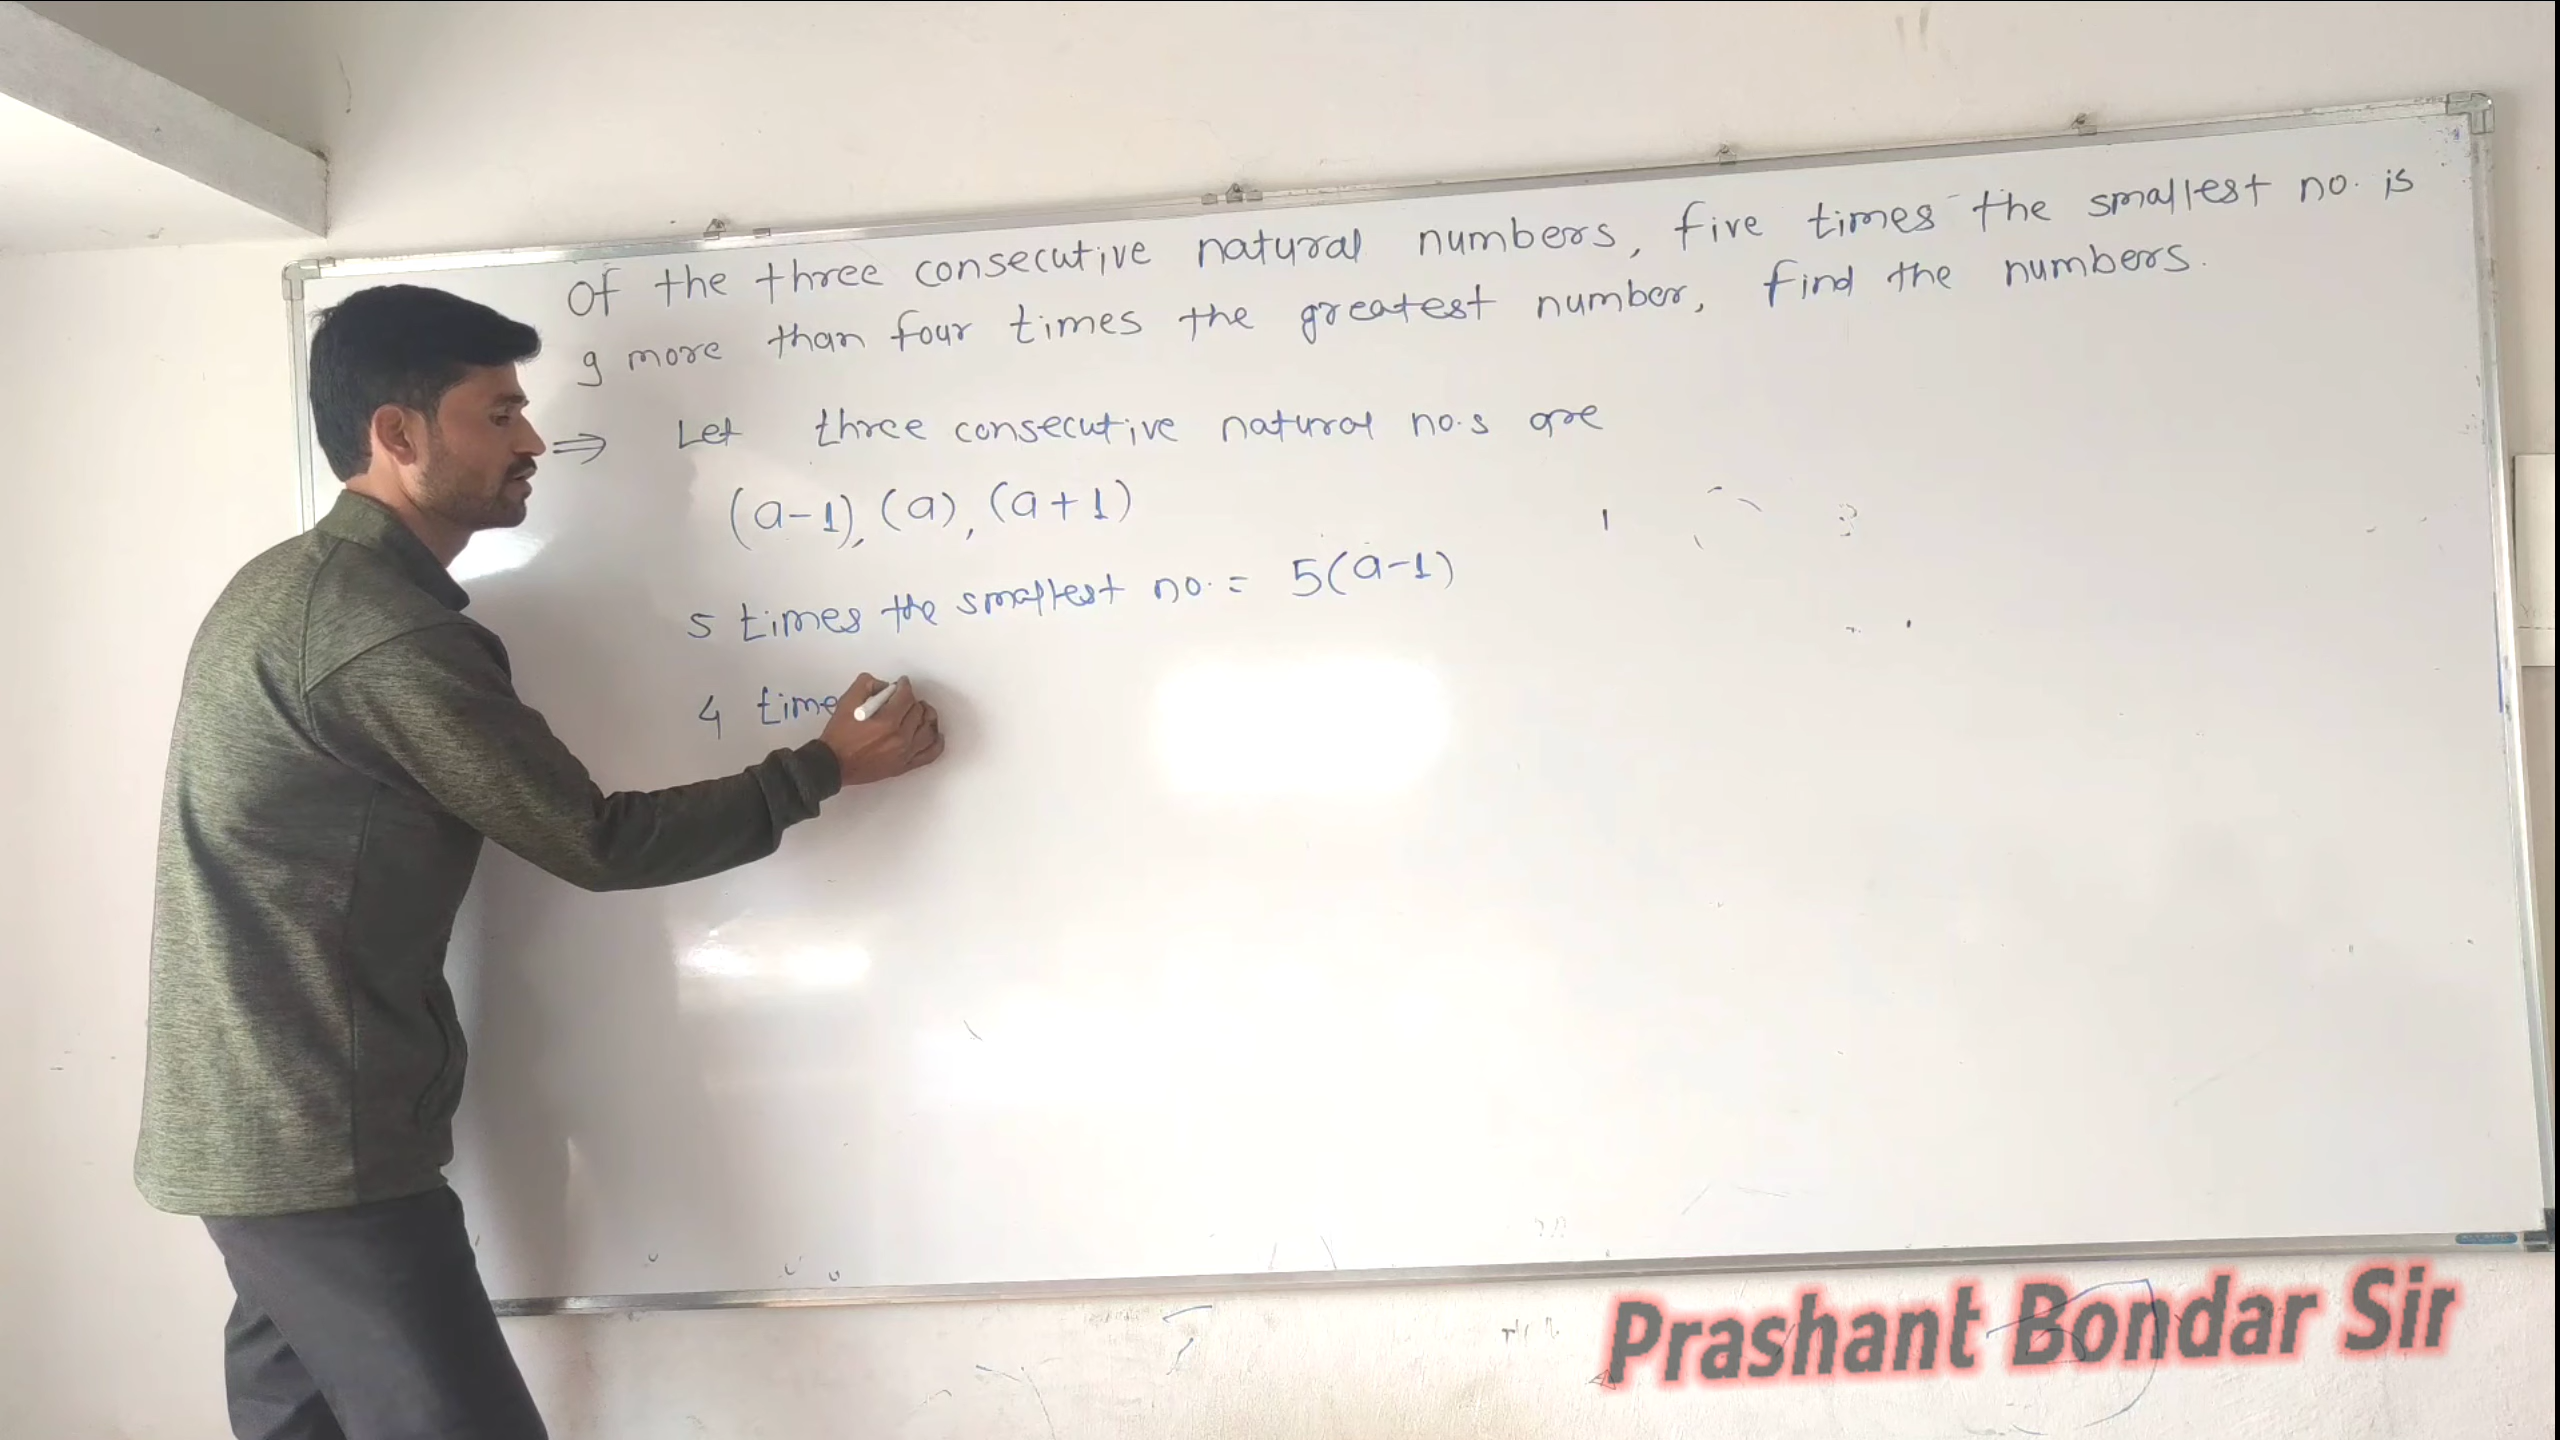 Of the three consecutive natural numbers, five times the smallest no. is
9 more than four times the greatest number, find the numbers.
⇒ Let three consecutive natural no.s are
(a-1), (a), (a+1)
5 times the smallest no. = 5(a-1)
4 time
Prashant Bondar Sir